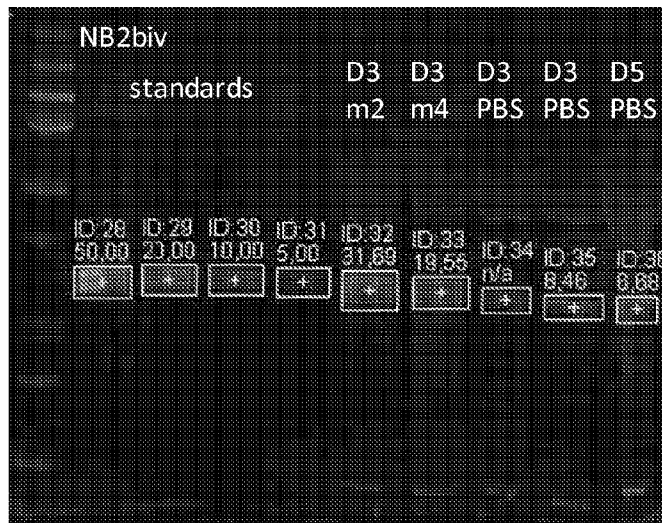 NB2biv
standards
D3 D3 D3 D3 D5
m2 m4 PBS PBS PBS
ID:28 ID:29 ID:30 ID:31 ID:32 ID:33 ID:34 ID:35
50,00 20,00 10,00 5,00 31,69 19,56 n/a 8,46